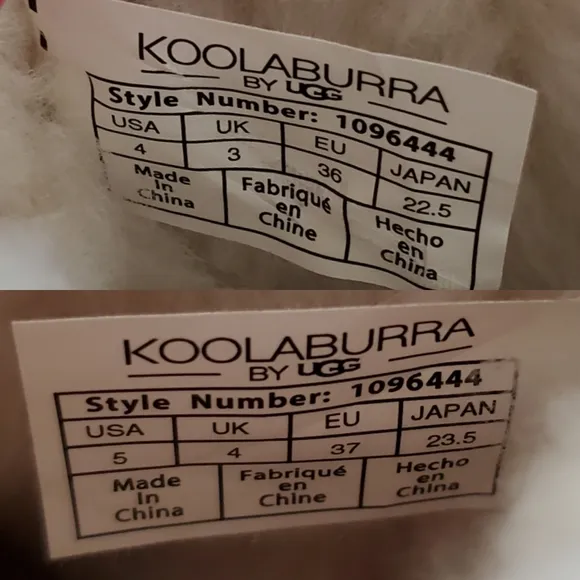 KOOLABURRA
BY UGG
Style Number: 1096444
USA UK EU JAPAN
4 3 36 22.5
Made Fabriqué Hecho
In en en
China Chine China
KOOLABURRA
BY UGG
Style Number: 1096444
USA UK EU JAPAN
5 4 37 23.5
Made Fabriqué Hecho
In en en
China Chine China